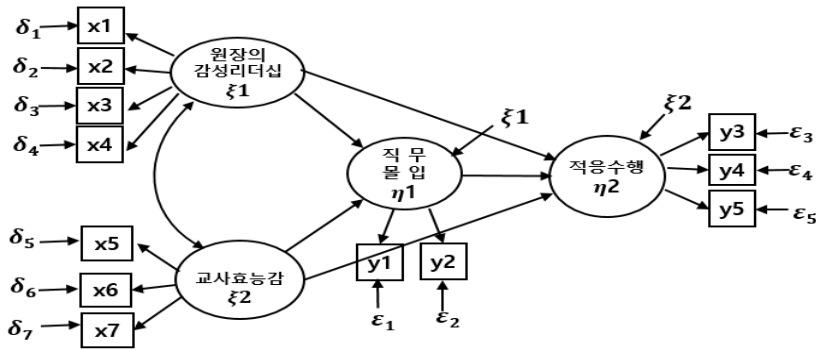 δ1 x1
δ2 x2
δ3 x3
δ4 x4
원장의
감성리더십
ξ1
ξ1
직 무
몰 입
η1
ξ2
적응수행
η2
y3 ε3
y4 ε4
y5 ε5
δ5 x5
δ6 x6
δ7 x7
교사효능감
ξ2
y1 y2
ε1 ε2